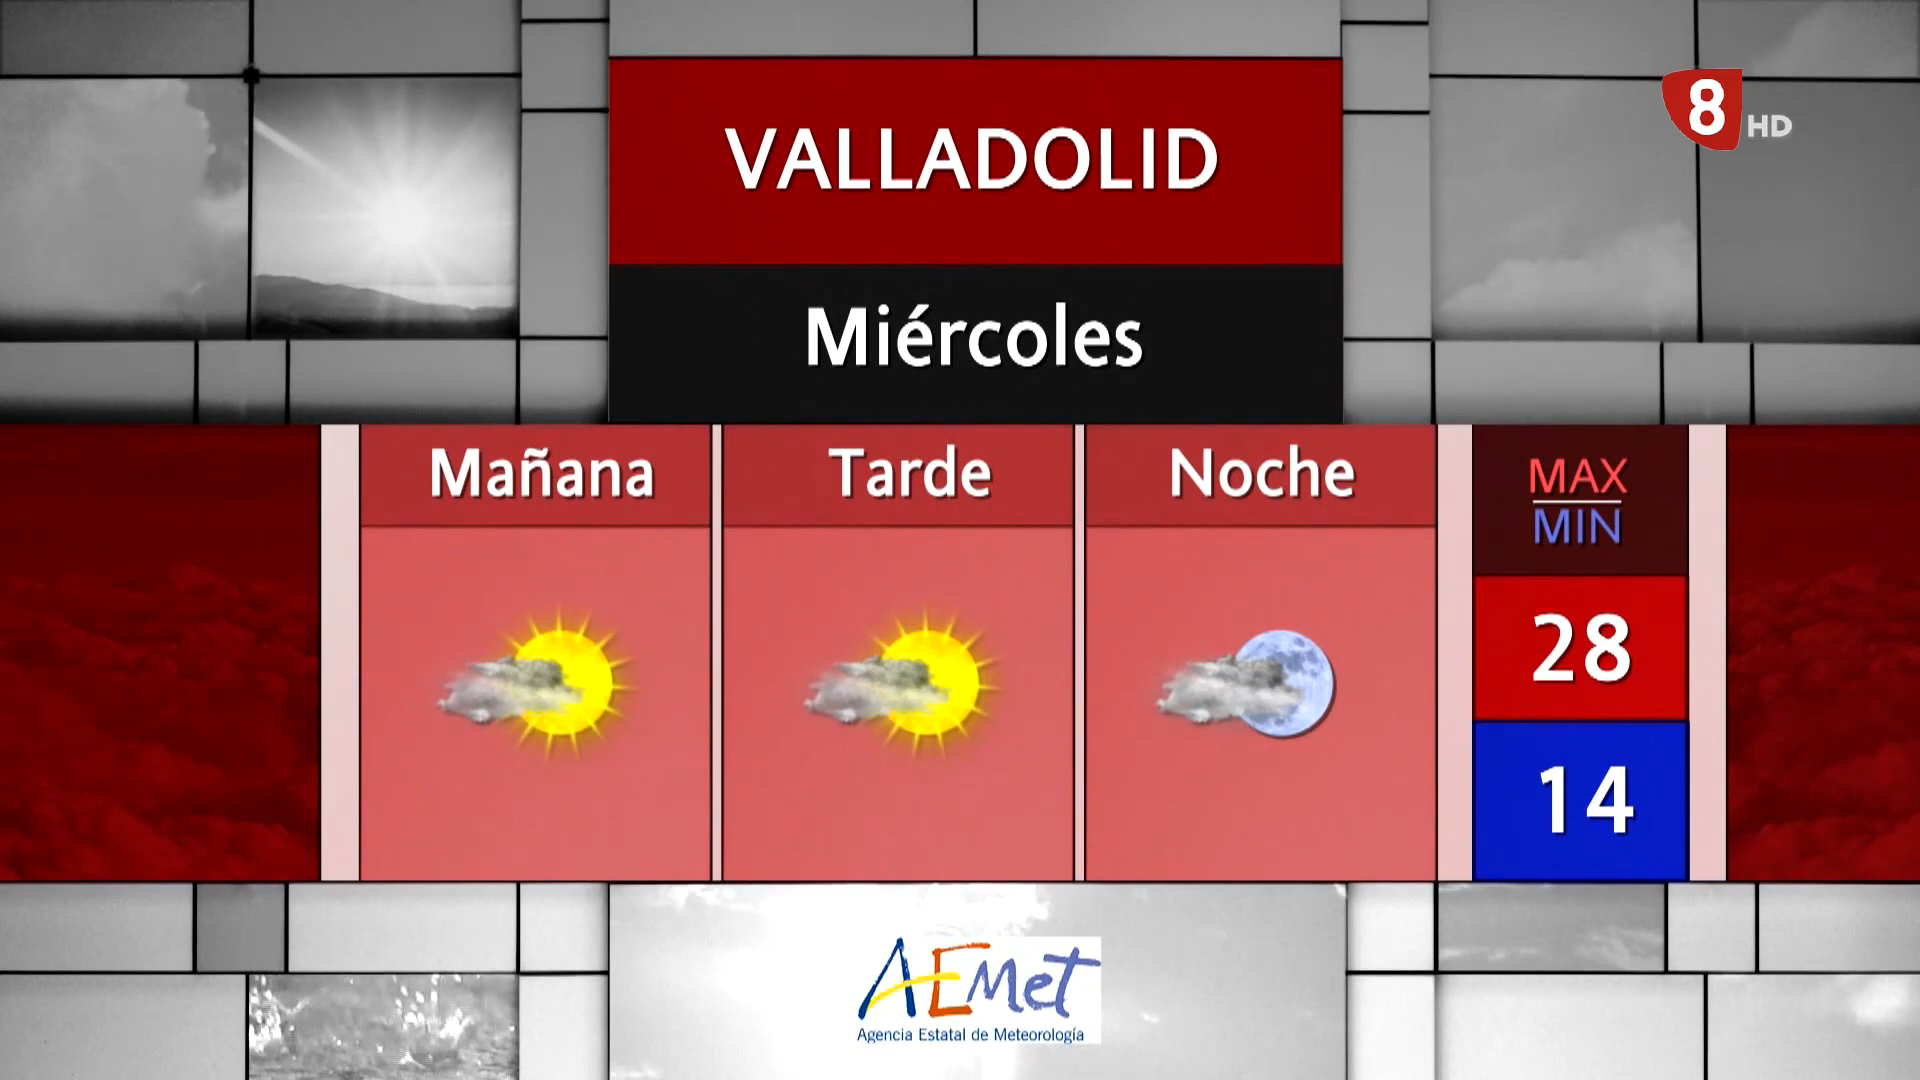 VALLADOLID
8 HD
Miércoles
Mañana
Tarde
Noche
MAX
MIN
28
14
AEMet
Agencia Estatal de Meteorología